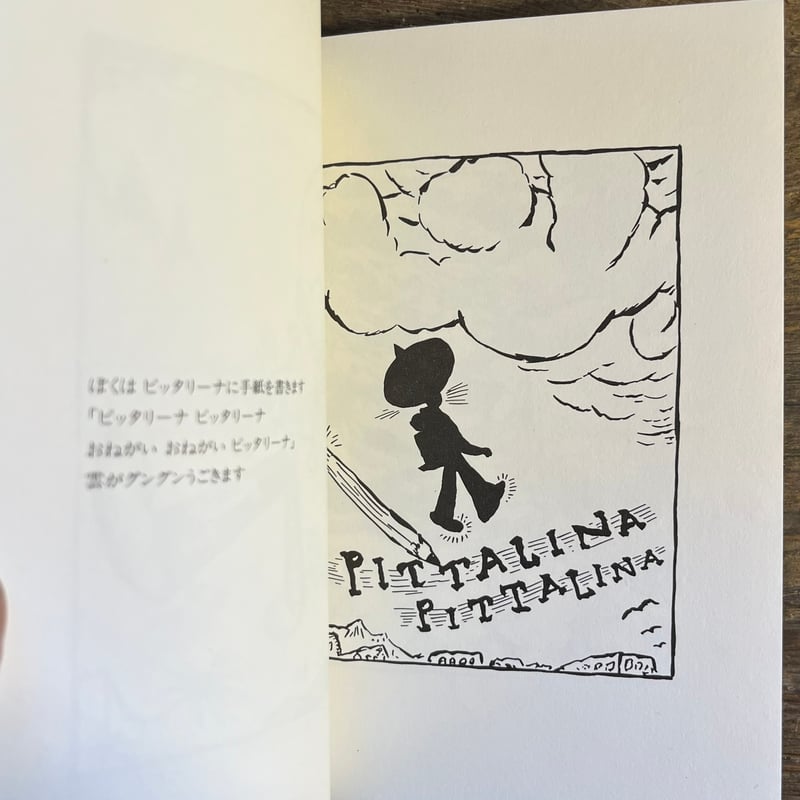 ぼくは ピッタリーナに手紙を書きます
「ピッタリーナ ピッタリーナ
おねがい おねがい ピッタリーナ」
雲がグングンうごきます
PITTALINA
PITTALINA